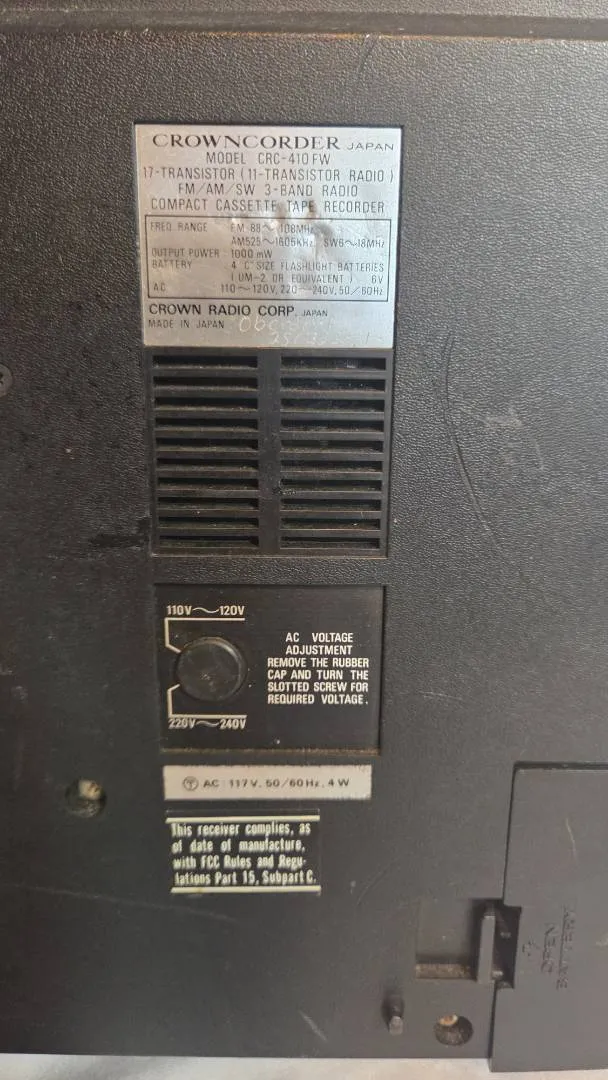 CROWNCORDER JAPAN
MODEL CRC-410FW
17-TRANSISTOR (11-TRANSISTOR RADIO)
FM/AM/SW 3-BAND RADIO
COMPACT CASSETTE TAPE RECORDER
FREQ. RANGE FM 88~108MHz
AM525~1605KHz, SW6~18MHz
OUTPUT POWER 1000 mW
BATTERY 4 "C" SIZE FLASHLIGHT BATTERIES
(UM-2 OR EQUIVALENT) 6V
AC 110~120V, 220~240V, 50/60Hz
CROWN RADIO CORP. JAPAN
MADE IN JAPAN
110V~120V
AC VOLTAGE
ADJUSTMENT
REMOVE THE RUBBER
CAP AND TURN THE
SLOTTED SCREW FOR
REQUIRED VOLTAGE.
220V~240V
Ⓣ AC 117V, 50/60Hz, 4W
This receiver complies, as
of date of manufacture,
with FCC Rules and Regu-
lations Part 15, Subpart C.
OPEN
BATTERY